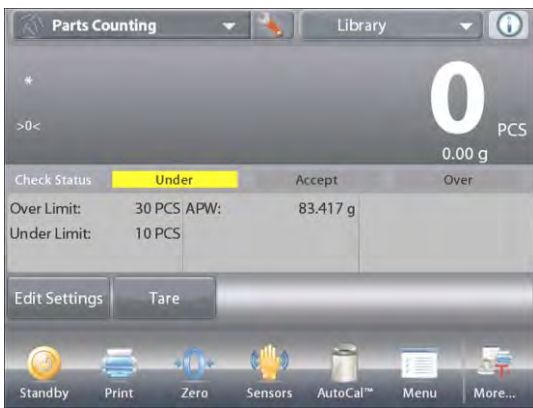 Parts Counting Library
*
0
>0<
PCS
0.00 g
Check Status Under Accept Over
Over Limit: 30 PCS APW: 83.417 g
Under Limit: 10 PCS
Edit Settings Tare
Standby Print Zero Sensors AutoCal™ Menu More...